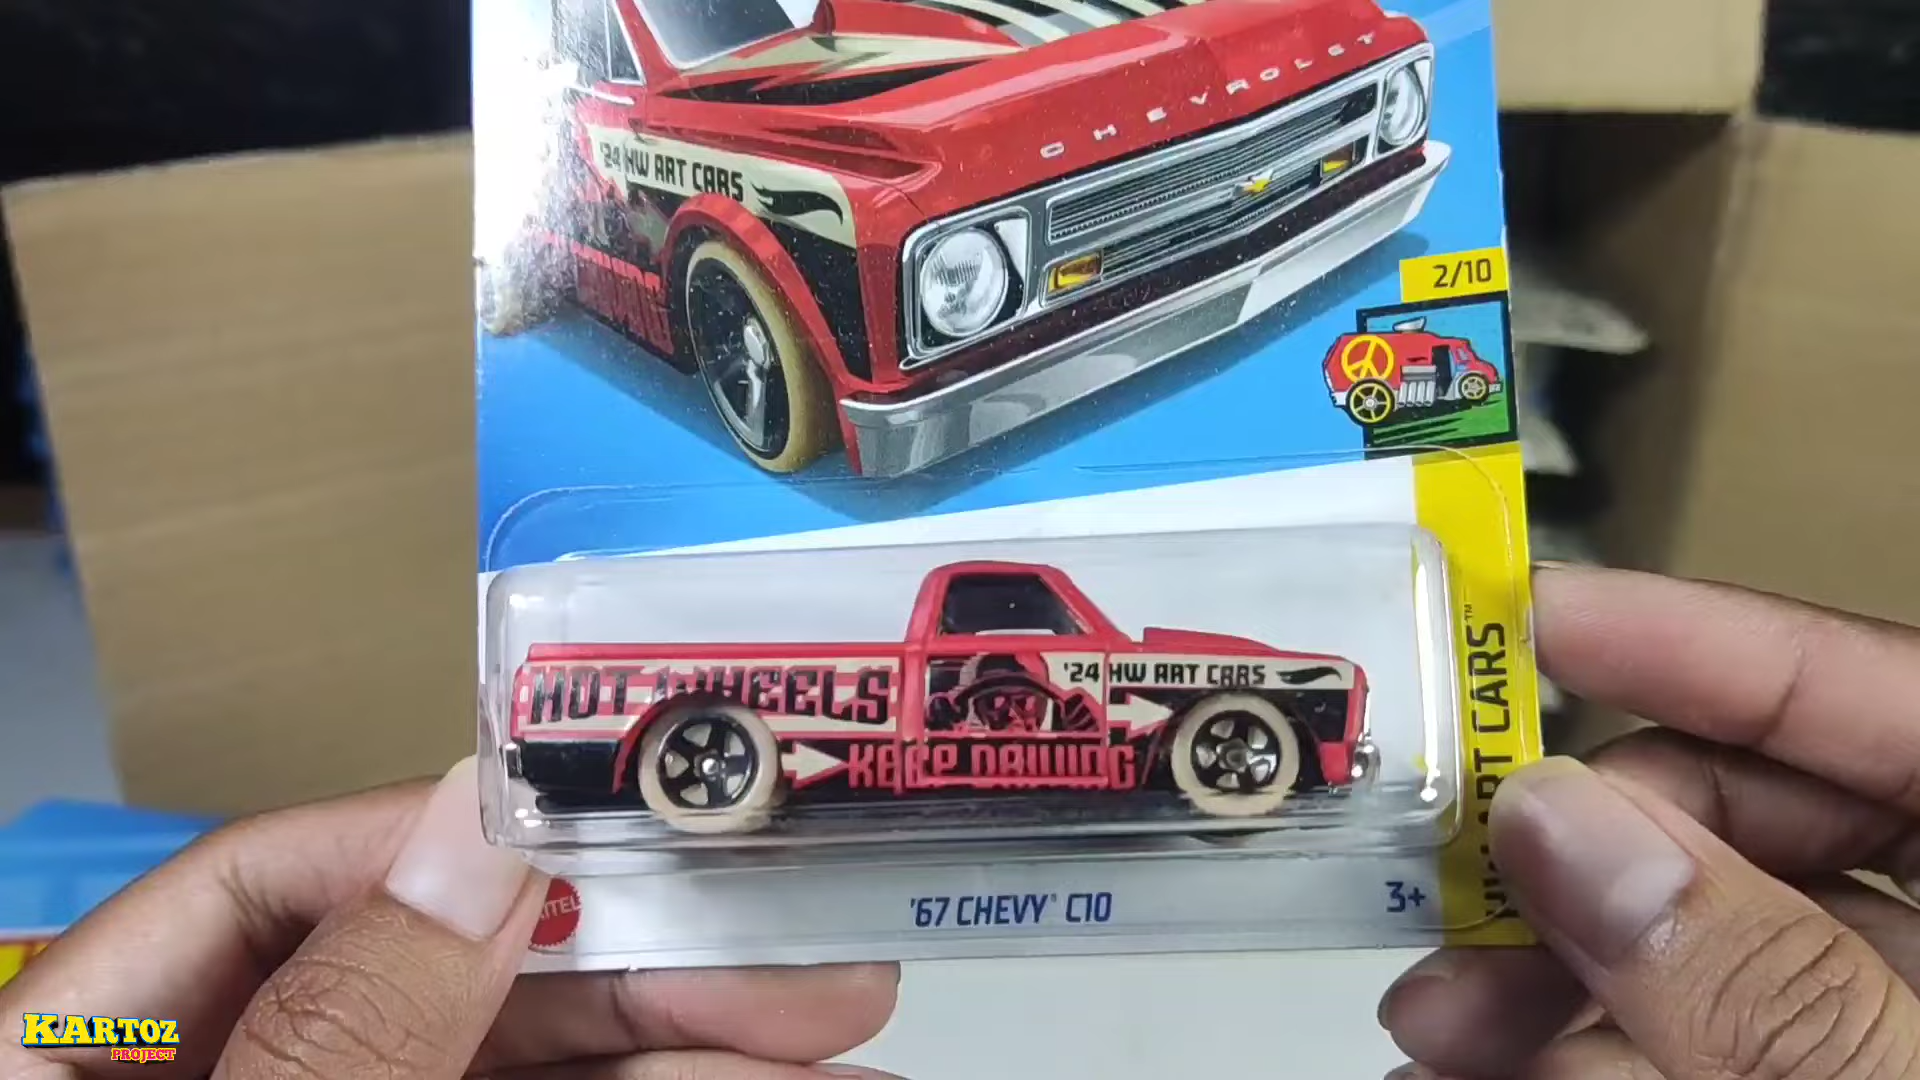 CHEVROLET
'24 HW ART CARS
2/10
'24 HW ART CARS
HOT WHEELS
KEEP DRIVING
ART CARS™
'67 CHEVY® C10
3+
KARTOZ
PROJECT